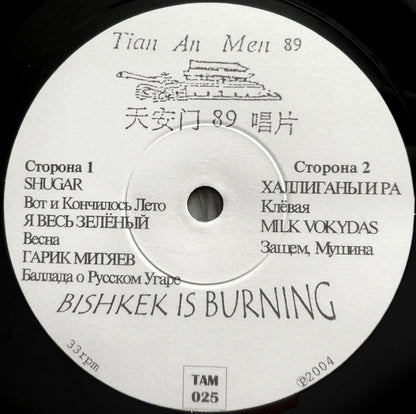 Tian An Men 89
天安门 89 唱片
Сторона 1
SHUGAR
Вот и Кончилось Лето
Я ВЕСЬ ЗЕЛЁНЫЙ
Весна
ГАРИК МИТЯЕВ
Баллада о Русском Угаре
Сторона 2
ХАЛЛИГАНЫ И РА
Клёвая
MILK VOKYDAS
Защем, Мушина
BISHKEK IS BURNING
33rpm
TAM
025
℗2004